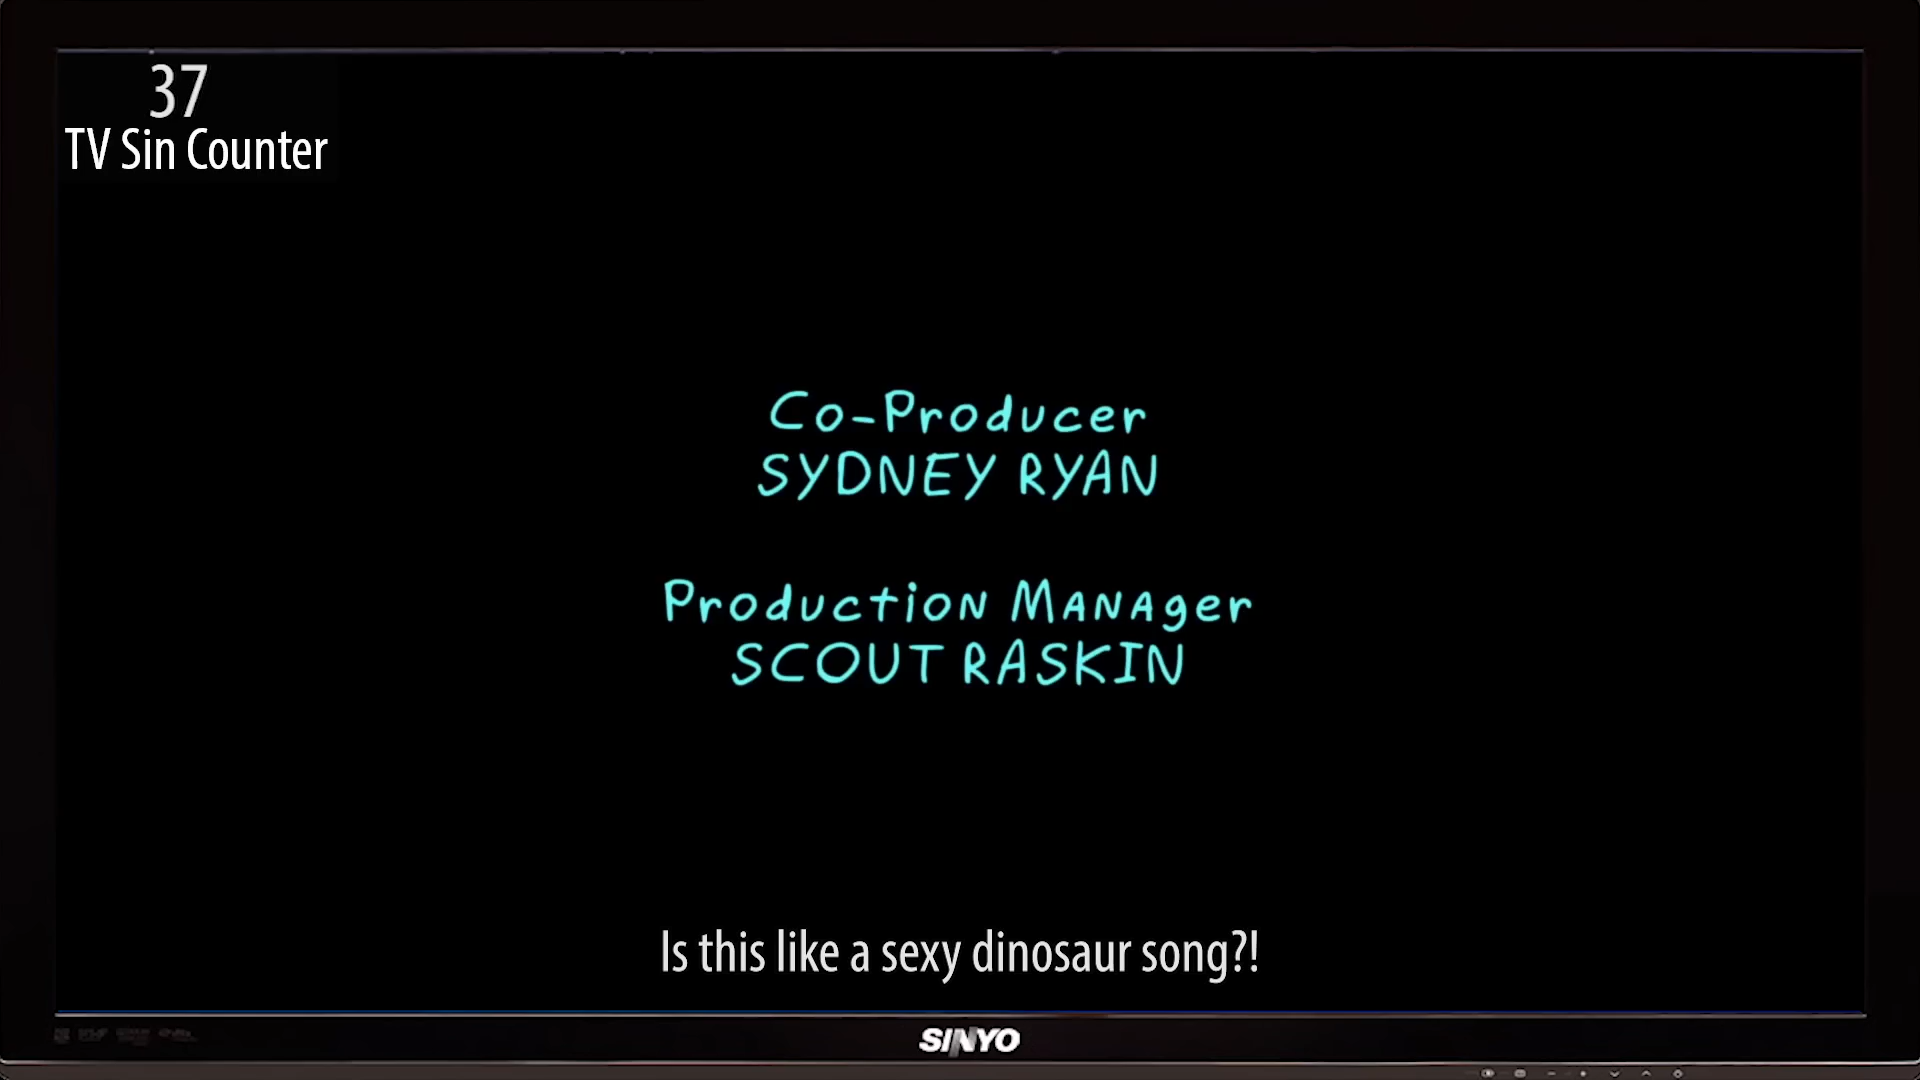 37
TV Sin Counter
Co-Producer
SYDNEY RYAN
Production Manager
SCOUT RASKIN
Is this like a sexy dinosaur song?!
SINYO